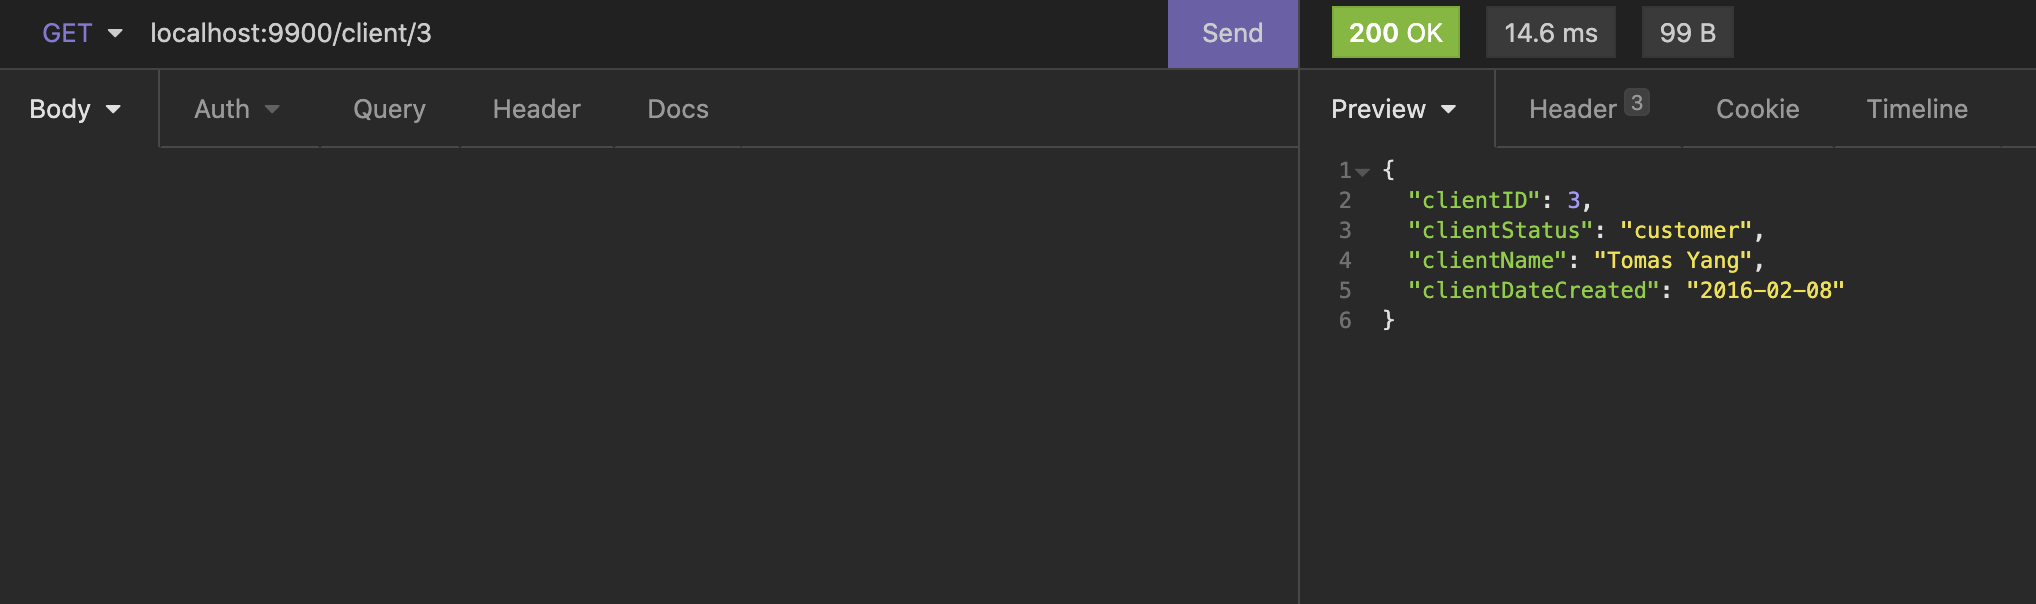 GET localhost:9900/client/3 Send 200 OK 14.6 ms 99 B
Body Auth Query Header Docs Preview Header 3 Cookie Timeline
1 {
2 "clientID": 3,
3 "clientStatus": "customer",
4 "clientName": "Tomas Yang",
5 "clientDateCreated": "2016-02-08"
6 }